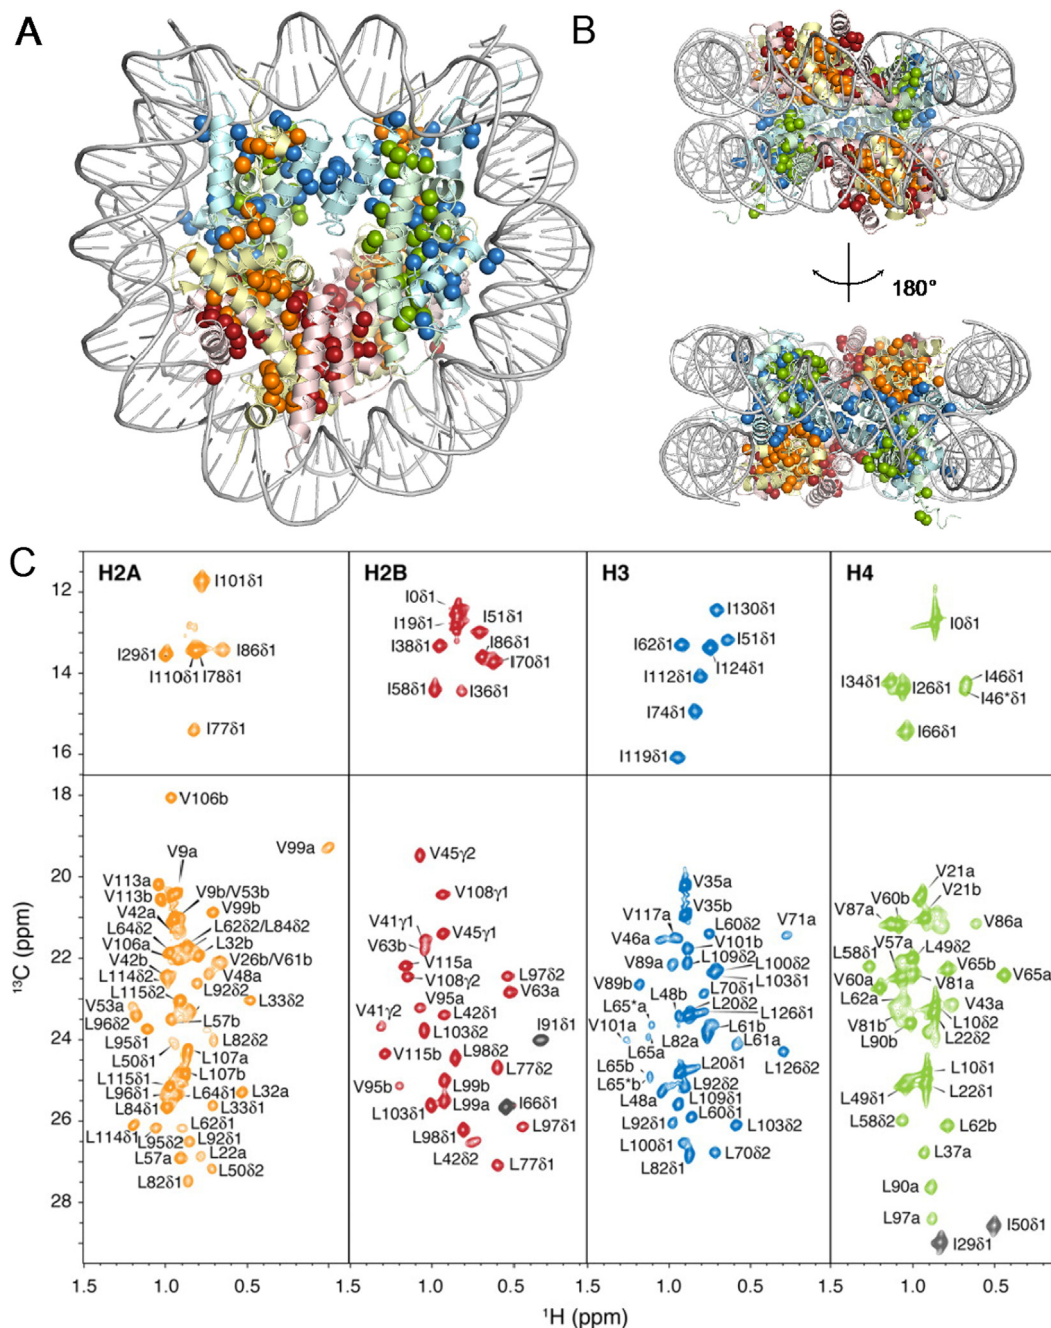 A
B
180°
C
H2A
H2B
H3
H4
12
14
16
18
20
22
24
26
28
¹³C (ppm)
I101δ1
I29δ1
I86δ1
I110δ1
I78δ1
I77δ1
V106b
V9a
V99a
V113a
V113b
V9b/V53b
V99b
V42a
L62δ2/L84δ2
L64δ2
L32b
V106a
V26b/V61b
V42b
V48a
L114δ2
L92δ2
L115δ2
L33δ2
V53a
L57b
L96δ2
L82δ2
L95δ1
L50δ1
L107a
L107b
L115δ1
L96δ1
L64δ1
L32a
L84δ1
L33δ1
L62δ1
L114δ1
L95δ2
L92δ1
L57a
L22a
L50δ2
L82δ1
I0δ1
I19δ1
I51δ1
I38δ1
I86δ1
I70δ1
I58δ1
I36δ1
V45γ2
V108γ1
V41γ1
V45γ1
V63b
V115a
V108γ2
L97δ2
V63a
V95a
V41γ2
L42δ1
L103δ2
I91δ1
V115b
L98δ2
L77δ2
V95b
L99b
L99a
I66δ1
L103δ1
L97δ1
L98δ1
L42δ2
L77δ1
I130δ1
I62δ1
I51δ1
I124δ1
I112δ1
I74δ1
I119δ1
V35a
V35b
V117a
L60δ2
V71a
V46a
V101b
V89a
L109δ2
L100δ2
V89b
L103δ1
L70δ1
L48b
L20δ2
L65*a
L126δ1
V101a
L82a
L61b
L65a
L61a
L126δ2
L65b
L20δ1
L65*b
L92δ2
L48a
L109δ1
L60δ1
L92δ1
L103δ2
L100δ1
L70δ2
L82δ1
I0δ1
I34δ1
I26δ1
I46δ1
I46*δ1
I66δ1
V21a
V60b
V21b
V87a
V86a
V57a
L58δ1
L49δ2
V65b
V60a
V65a
V81a
L62a
V43a
V81b
L10δ2
L90b
L22δ2
L10δ1
L49δ1
L22δ1
L58δ2
L62b
L37a
L90a
L97a
I50δ1
I29δ1
1.5 1.0 0.5 1.5 1.0 0.5 1.5 1.0 0.5 1.5 1.0 0.5
¹H (ppm)